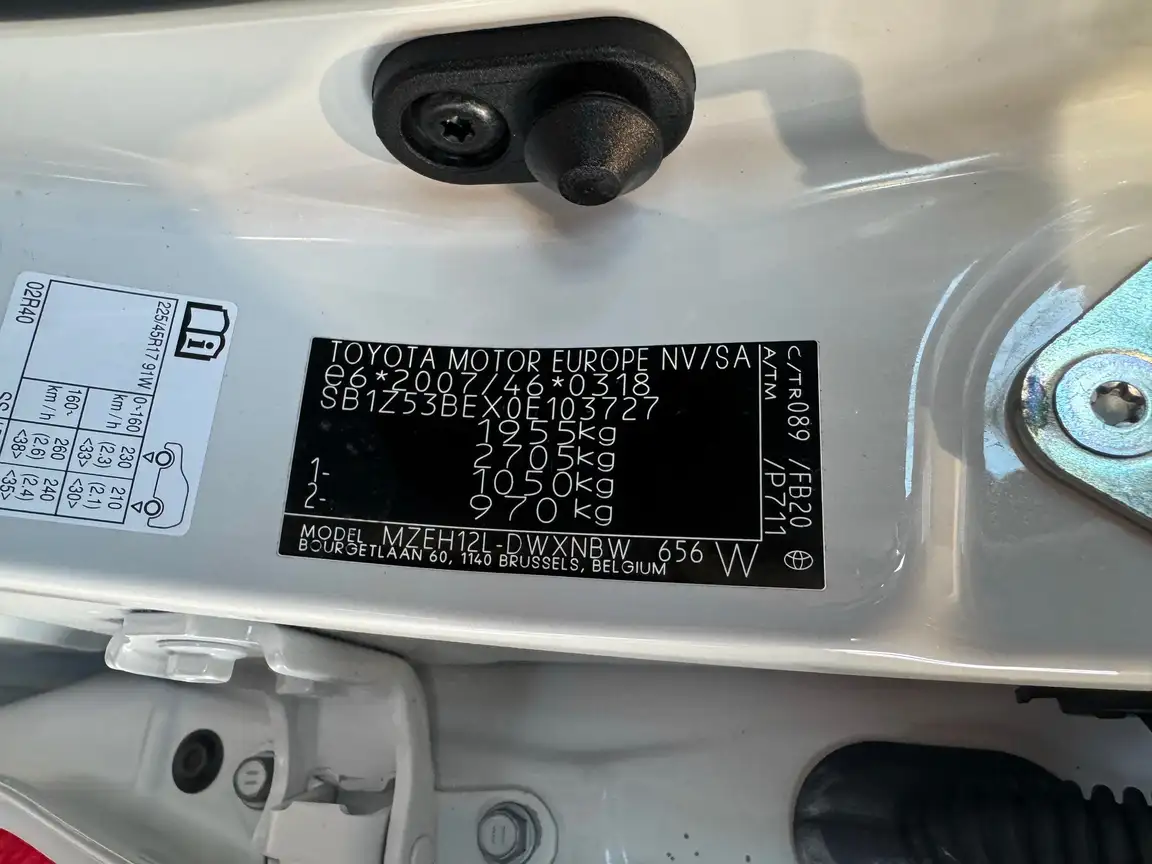 TOYOTA MOTOR EUROPE NV/SA
e6*2007/46*0318
SB1Z53BEX0E103727
1955kg
2705kg
1- 1050kg
2- 970kg
MODEL MZEH12L-DWXNBW 656 W
BOURGETLAAN 60, 1140 BRUSSELS, BELGIUM
C/TR089 /FB20
A/TM /P711
i
225/45R17 91W
0~160 km/h 230 (2.3) <33> 210 (2.1) <30>
160~ km/h 260 (2.6) <38> 240 (2.4) <35>
02R40